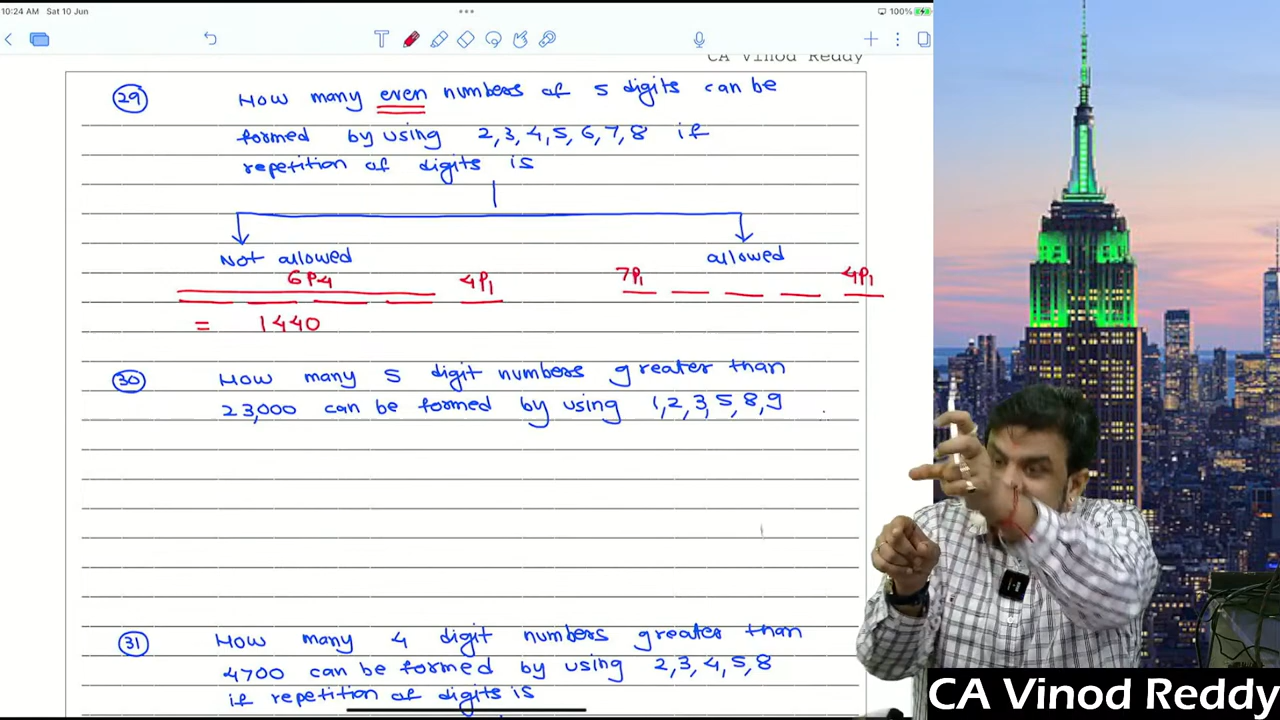 10:24 AM Sat 10 Jun
100%
CA Vinod Reddy
29 How many even numbers of 5 digits can be
formed by using 2,3,4,5,6,7,8 if
repetition of digits is
Not allowed allowed
6P4 4P1 7P1 4P1
= 1440
30 How many 5 digit numbers greater than
23,000 can be formed by using 1,2,3,5,8,9
31 How many 4 digit numbers greater than
4700 can be formed by using 2,3,4,5,8
if repetition of digits is
CA Vinod Reddy